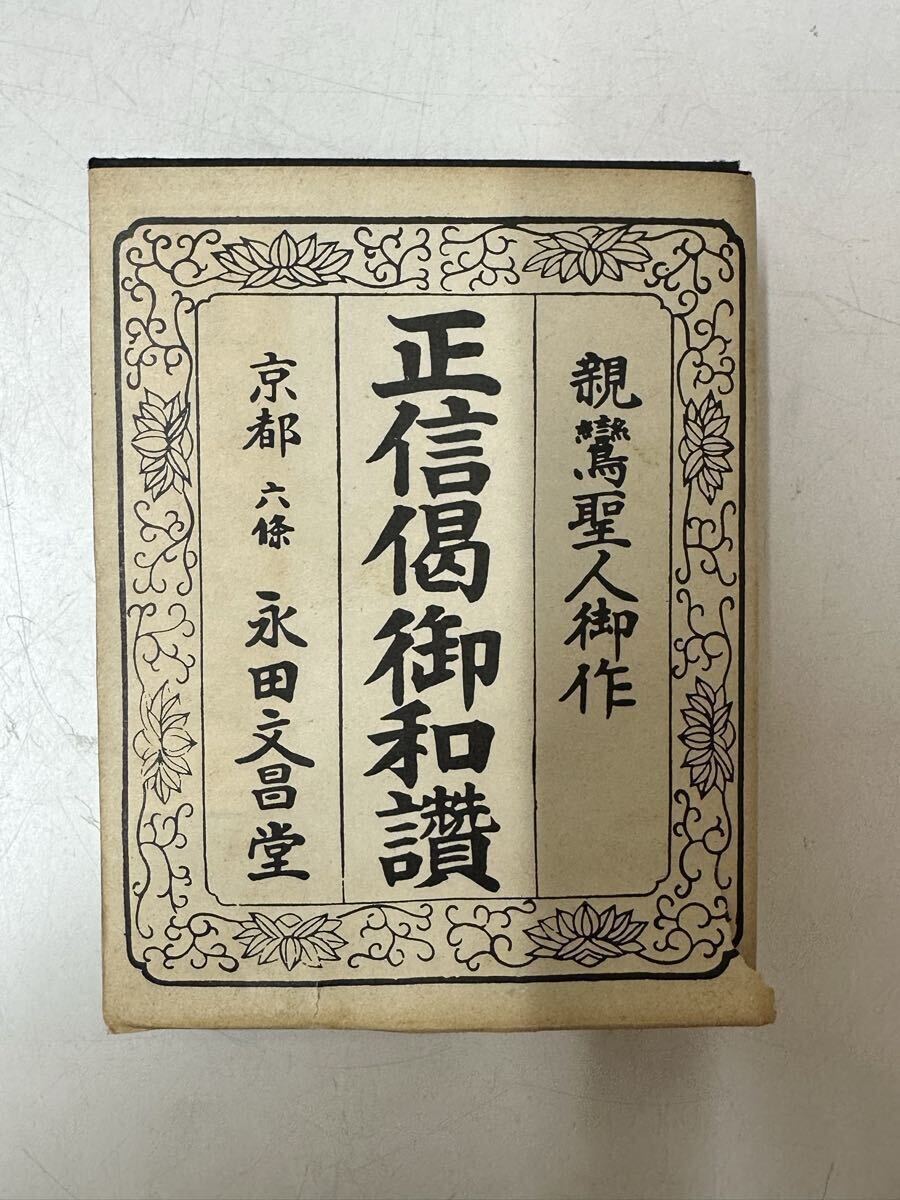 親鸞聖人御作
正信偈御和讚
京都 六條 永田文昌堂